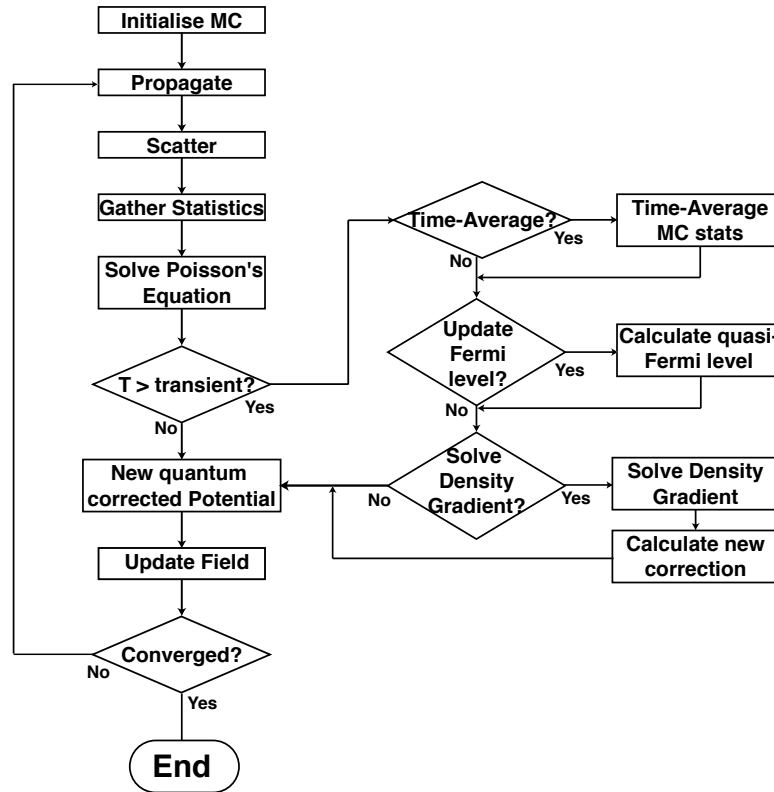 Initialise MC
Propagate
Scatter
Gather Statistics
Solve Poisson's
Equation
T > transient?
Yes
No
Time-Average?
Yes
No
Time-Average
MC stats
Update
Fermi
level?
Yes
No
Calculate quasi-
Fermi level
Solve
Density
Gradient?
Yes
No
Solve Density
Gradient
Calculate new
correction
New quantum
corrected Potential
Update Field
Converged?
No
Yes
End